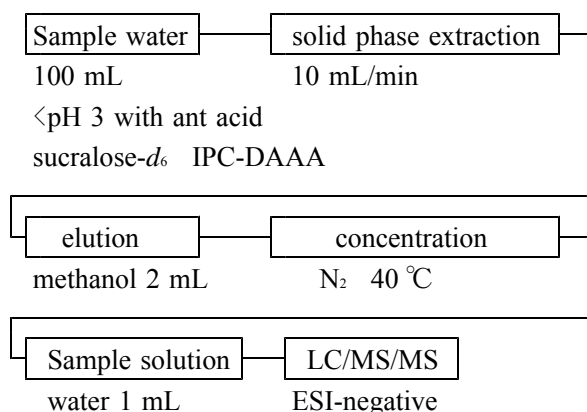 Sample water solid phase extraction
100 mL 10 mL/min
<pH 3 with ant acid
sucralose-d₆ IPC-DAAA
elution concentration
methanol 2 mL N₂ 40 ℃
Sample solution LC/MS/MS
water 1 mL ESI-negative